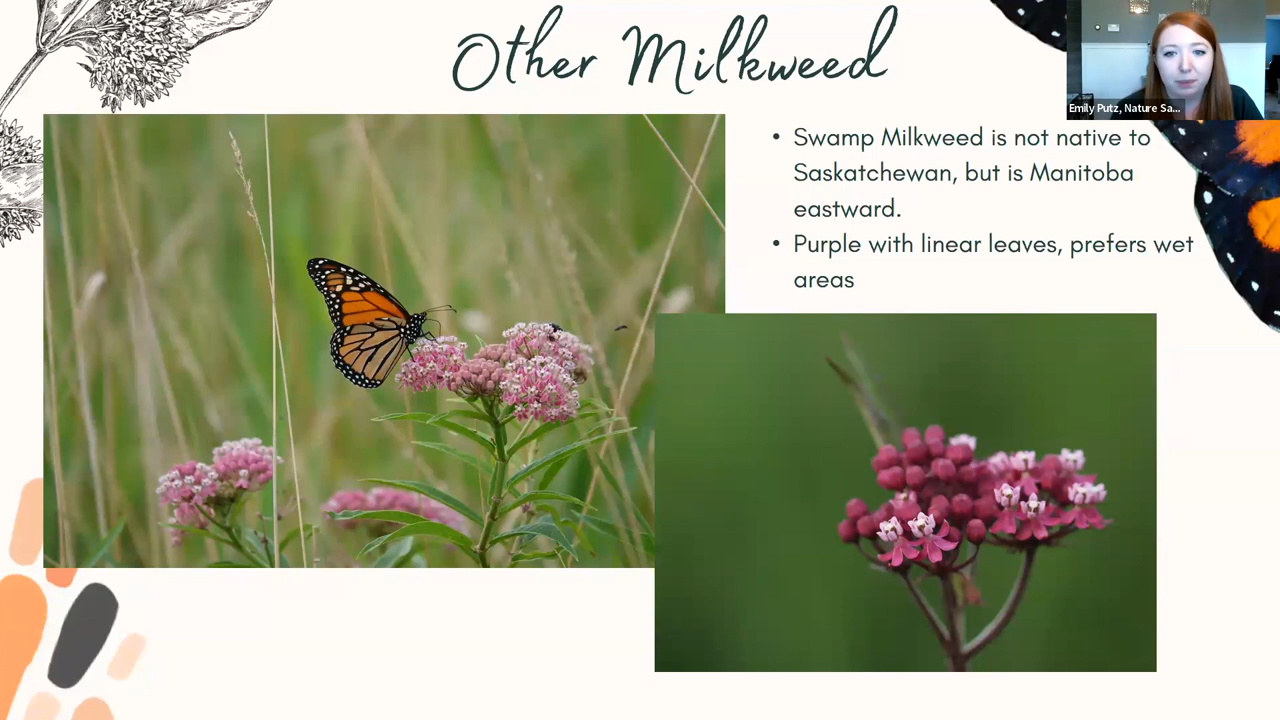 Other Milkweed
Emily Putz, Nature Sa...
• Swamp Milkweed is not native to
Saskatchewan, but is Manitoba
eastward.
• Purple with linear leaves, prefers wet
areas